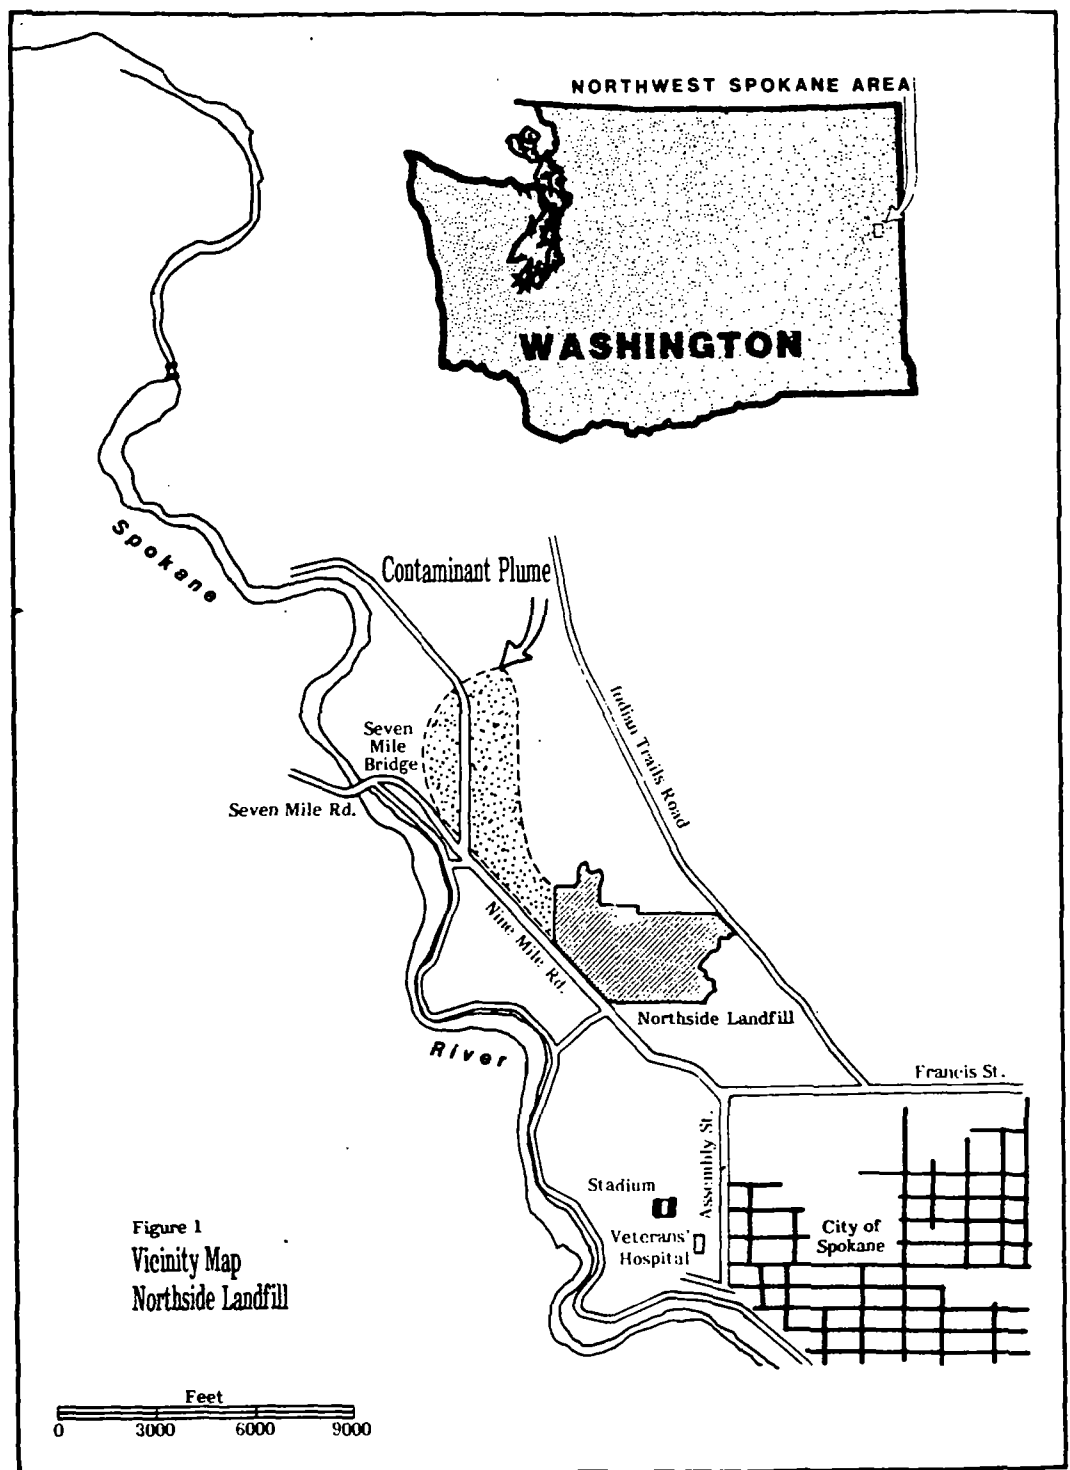 NORTHWEST SPOKANE AREA
WASHINGTON
Spokane
Contaminant Plume
Indian Trails Road
Seven
Mile
Bridge
Seven Mile Rd.
Nine Mile Rd.
Northside Landfill
River
Francis St.
Assembly St.
Stadium
Veterans'
Hospital
City of
Spokane
Figure 1
Vicinity Map
Northside Landfill
Feet
0 3000 6000 9000